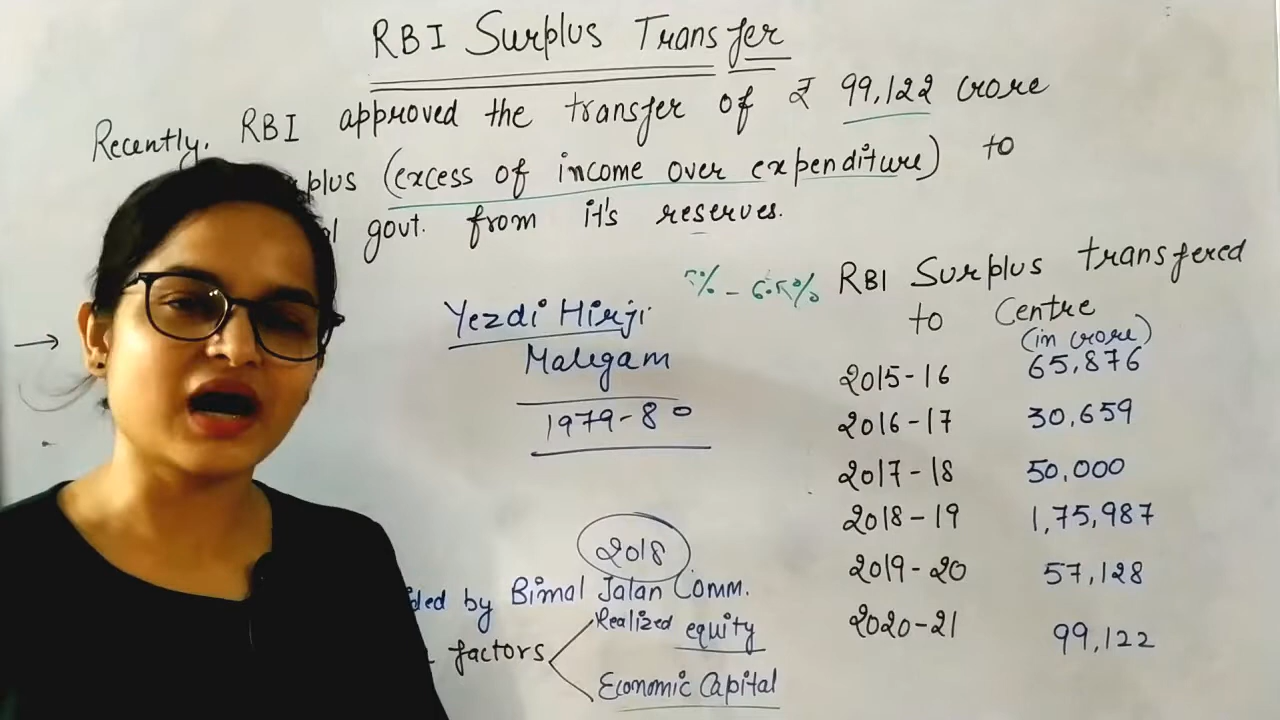 RBI Surplus Transfer
Recently, RBI approved the transfer of ₹ 99,122 crore
plus (excess of income over expenditure) to
l govt. from it's reserves.
% - 6.5%
RBI Surplus transfered
to Centre
(in crore)
Yezdi Hirji
Malegam
1979-80
2015-16 65,876
2016-17 30,659
2017-18 50,000
2018-19 1,75,987
2019-20 57,128
2020-21 99,122
2018
ded by Bimal Jalan Comm.
factors
Realized equity
Economic Capital